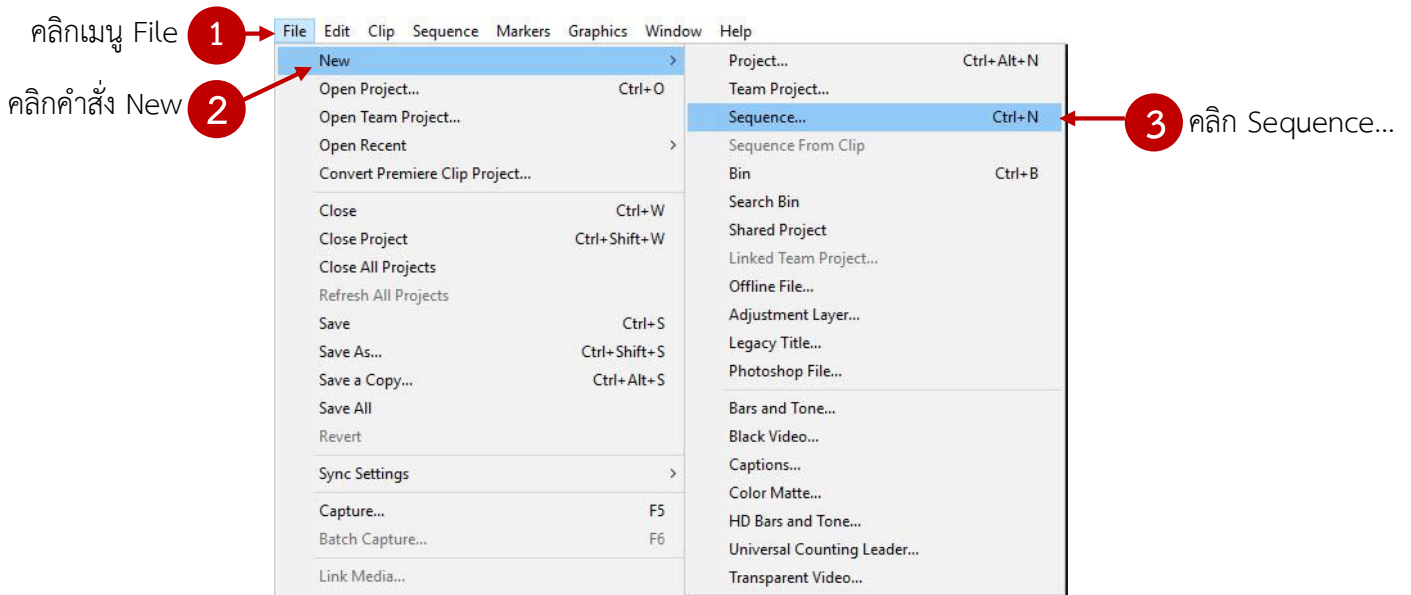 คลิกเมนู File 1
File Edit Clip Sequence Markers Graphics Window Help
คลิกคำสั่ง New 2
New >
Open Project... Ctrl+O
Open Team Project...
Open Recent >
Convert Premiere Clip Project...
Close Ctrl+W
Close Project Ctrl+Shift+W
Close All Projects
Refresh All Projects
Save Ctrl+S
Save As... Ctrl+Shift+S
Save a Copy... Ctrl+Alt+S
Save All
Revert
Sync Settings >
Capture... F5
Batch Capture... F6
Link Media...
Project... Ctrl+Alt+N
Team Project...
Sequence... Ctrl+N
3 คลิก Sequence...
Sequence From Clip
Bin Ctrl+B
Search Bin
Shared Project
Linked Team Project...
Offline File...
Adjustment Layer...
Legacy Title...
Photoshop File...
Bars and Tone...
Black Video...
Captions...
Color Matte...
HD Bars and Tone...
Universal Counting Leader...
Transparent Video...